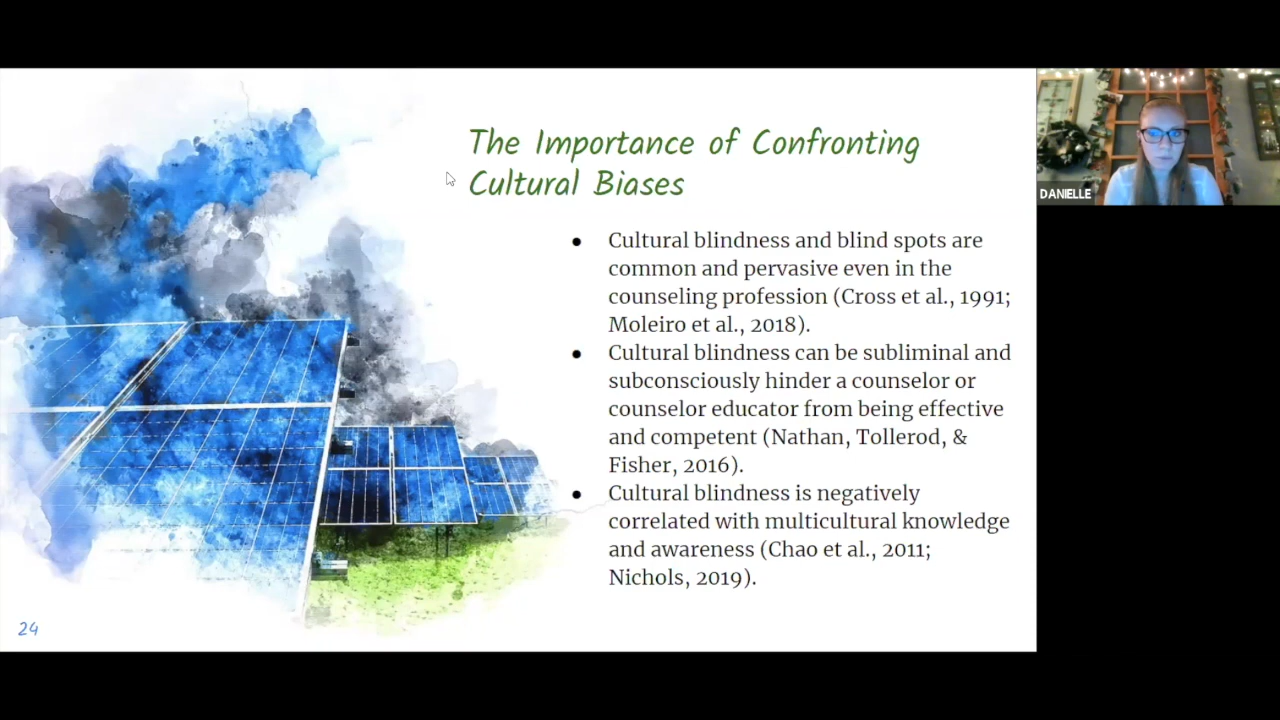 The Importance of Confronting
Cultural Biases
● Cultural blindness and blind spots are
common and pervasive even in the
counseling profession (Cross et al., 1991;
Moleiro et al., 2018).
● Cultural blindness can be subliminal and
subconsciously hinder a counselor or
counselor educator from being effective
and competent (Nathan, Tollerod, &
Fisher, 2016).
● Cultural blindness is negatively
correlated with multicultural knowledge
and awareness (Chao et al., 2011;
Nichols, 2019).
24
DANIELLE